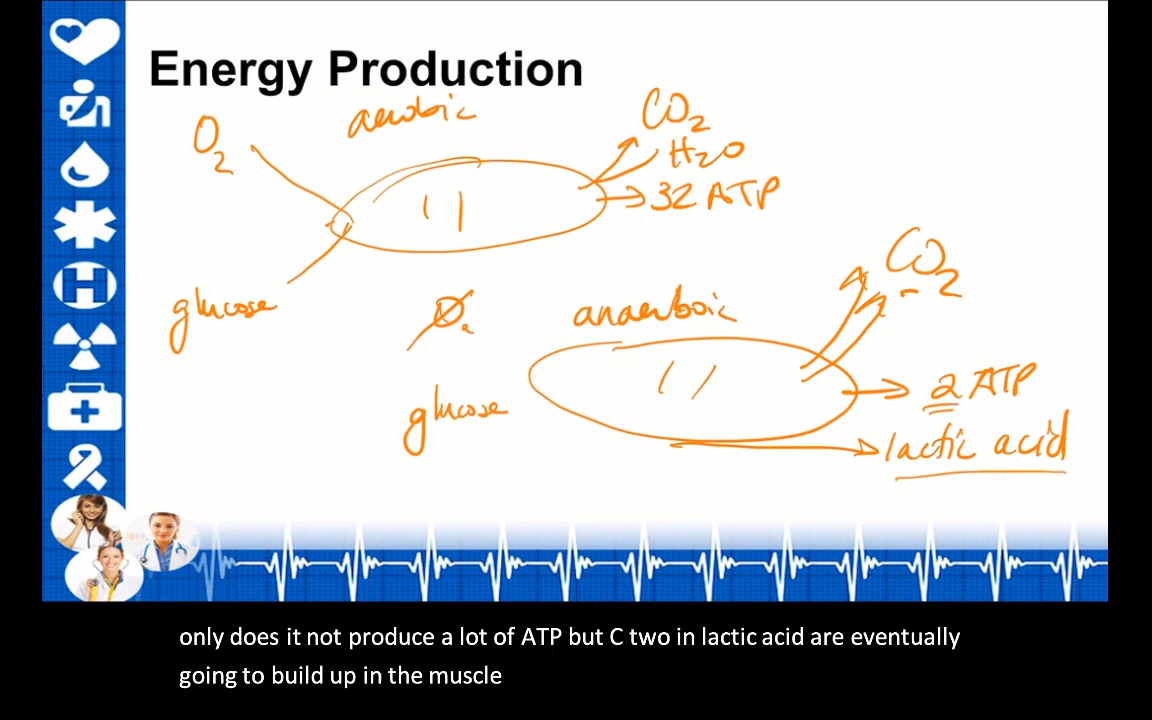 Energy Production
aerobic
O2
CO2
H2O
32 ATP
glucose
CO2
O2
anaerboic
glucose
2 ATP
lactic acid
H
only does it not produce a lot of ATP but C two in lactic acid are eventually
going to build up in the muscle